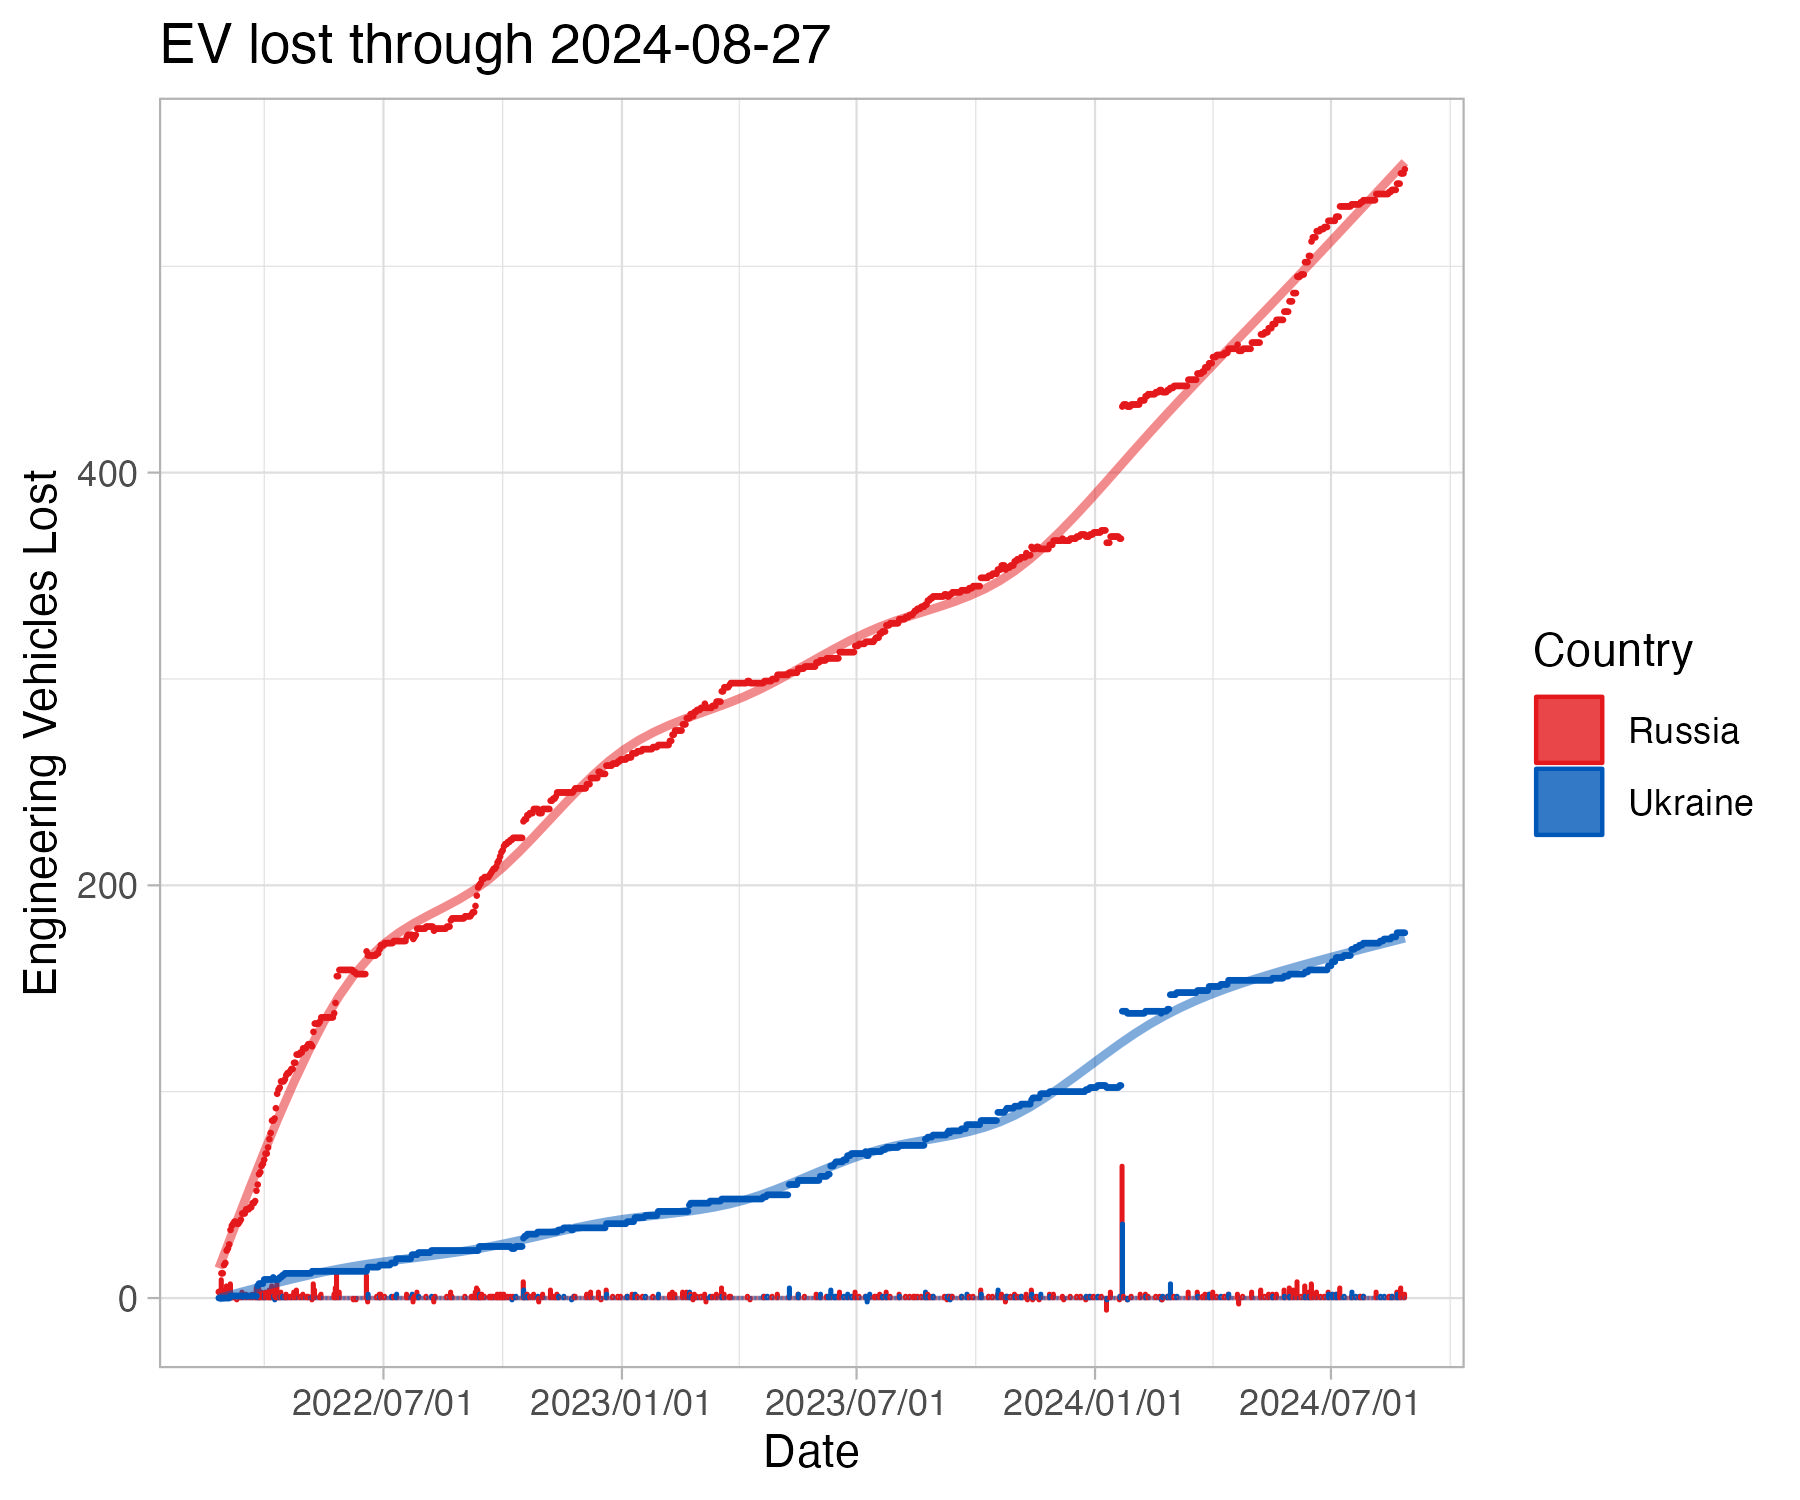 EV lost through 2024-08-27
Engineering Vehicles Lost
400
200
0
2022/07/01
2023/01/01
2023/07/01
2024/01/01
2024/07/01
Date
Country
Russia
Ukraine